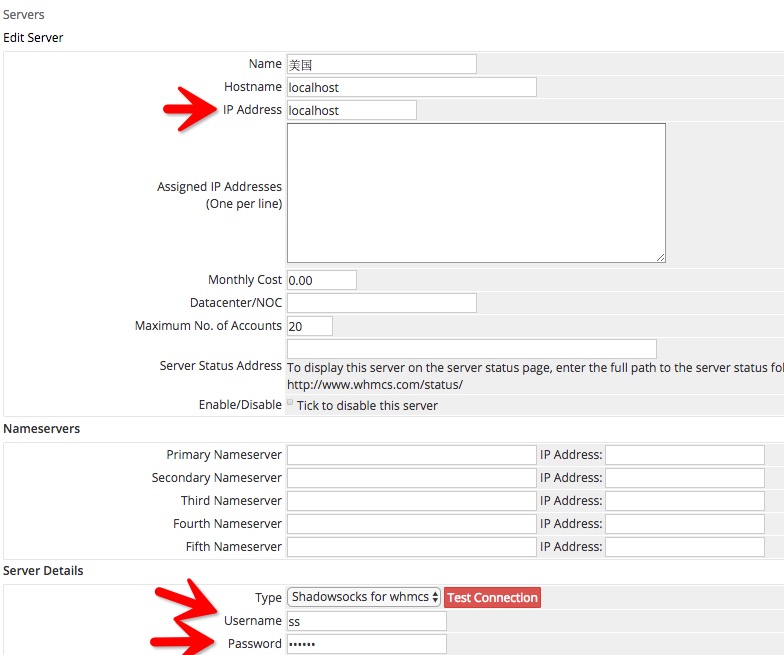 Servers
Edit Server
Name 美国
Hostname localhost
IP Address localhost
Assigned IP Addresses
(One per line)
Monthly Cost 0.00
Datacenter/NOC
Maximum No. of Accounts 20
Server Status Address To display this server on the server status page, enter the full path to the server status fol
http://www.whmcs.com/status/
Enable/Disable Tick to disable this server
Nameservers
Primary Nameserver IP Address:
Secondary Nameserver IP Address:
Third Nameserver IP Address:
Fourth Nameserver IP Address:
Fifth Nameserver IP Address:
Server Details
Type Shadowsocks for whmcs Test Connection
Username ss
Password ••••••